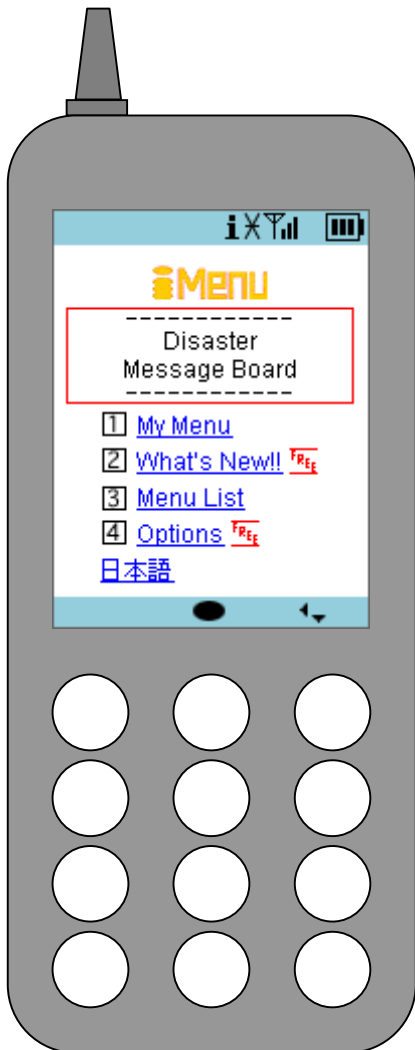 iMenu
------------
Disaster
Message Board
------------
1 My Menu
2 What's New!! FREE
3 Menu List
4 Options FREE
日本語